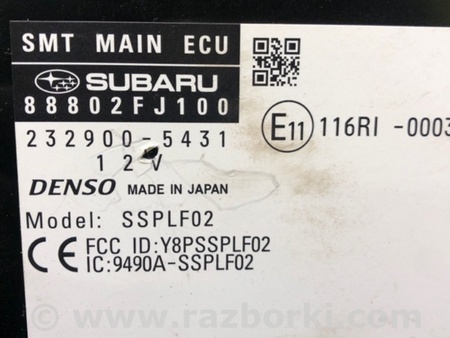 SMT MAIN ECU
SUBARU
88802FJ100
232900-5431
12V
E11 116RI -0003
DENSO MADE IN JAPAN
Model: SSPLF02
CE FCC ID:Y8PSSPLF02
IC:9490A-SSPLF02
www.razborki.com